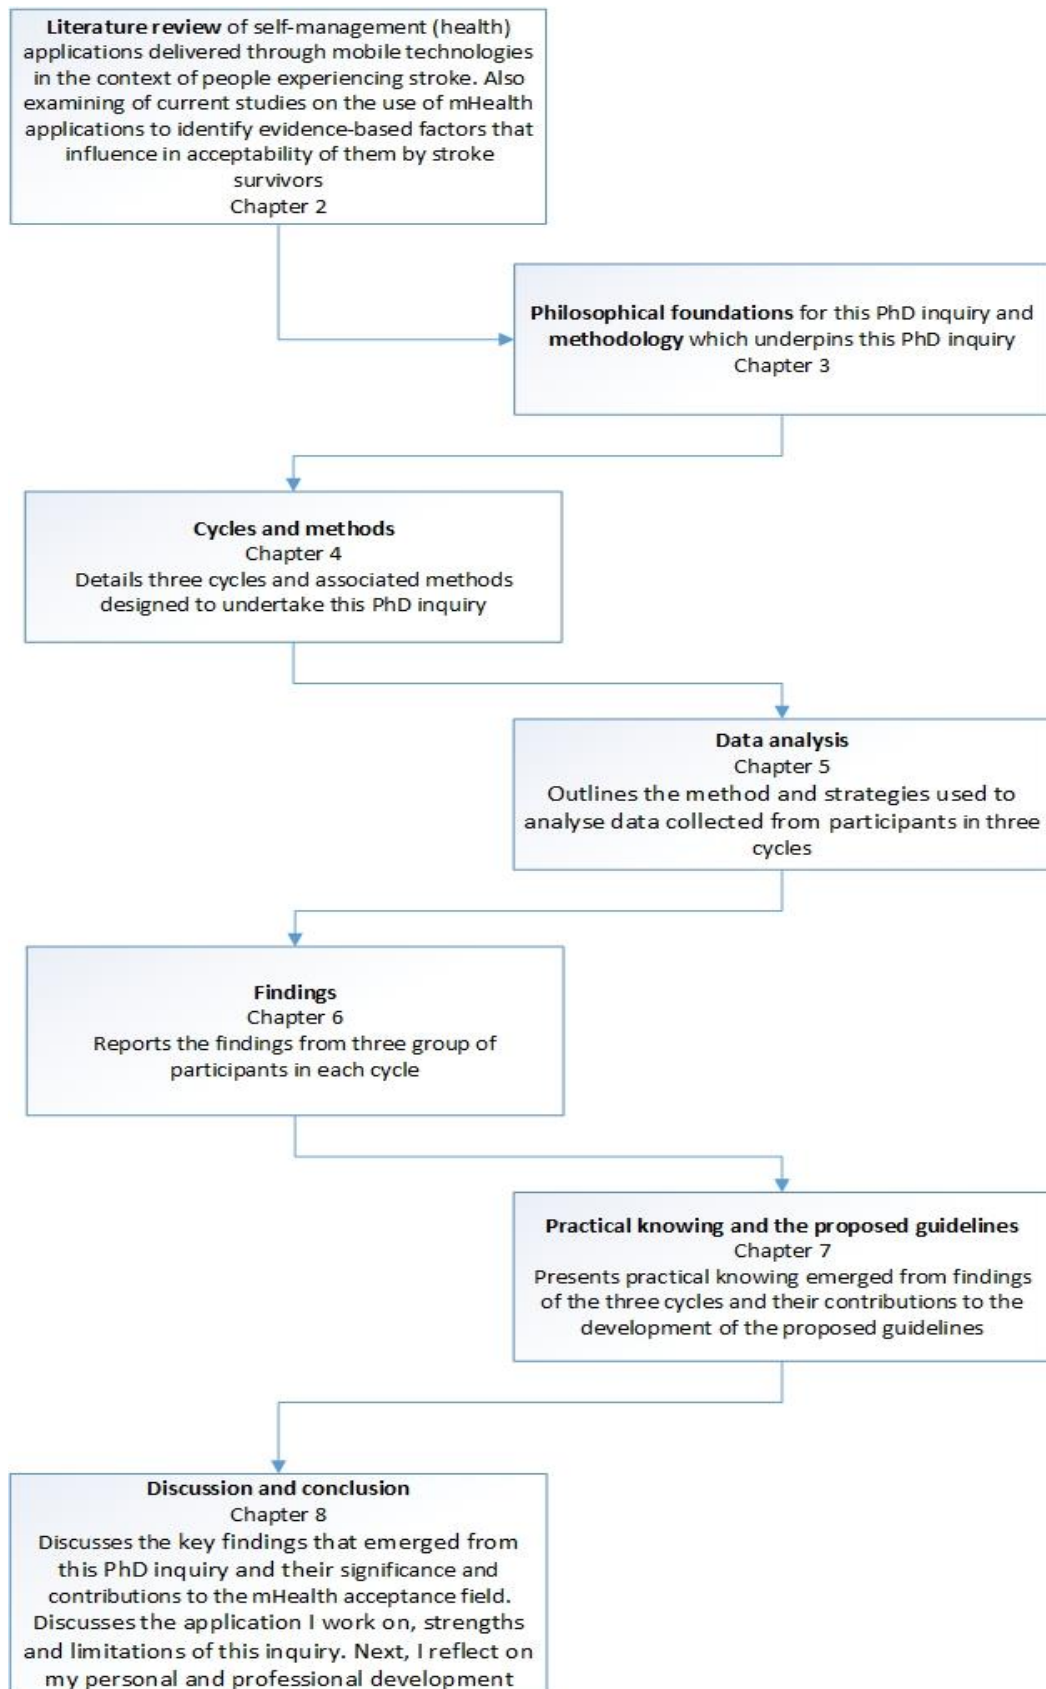 Literature review of self-management (health)
applications delivered through mobile technologies
in the context of people experiencing stroke. Also
examining of current studies on the use of mHealth
applications to identify evidence-based factors that
influence in acceptability of them by stroke
survivors
Chapter 2
Philosophical foundations for this PhD inquiry and
methodology which underpins this PhD inquiry
Chapter 3
Cycles and methods
Chapter 4
Details three cycles and associated methods
designed to undertake this PhD inquiry
Data analysis
Chapter 5
Outlines the method and strategies used to
analyse data collected from participants in three
cycles
Findings
Chapter 6
Reports the findings from three group of
participants in each cycle
Practical knowing and the proposed guidelines
Chapter 7
Presents practical knowing emerged from findings
of the three cycles and their contributions to the
development of the proposed guidelines
Discussion and conclusion
Chapter 8
Discusses the key findings that emerged from
this PhD inquiry and their significance and
contributions to the mHealth acceptance field.
Discusses the application I work on, strengths
and limitations of this inquiry. Next, I reflect on
my personal and professional development